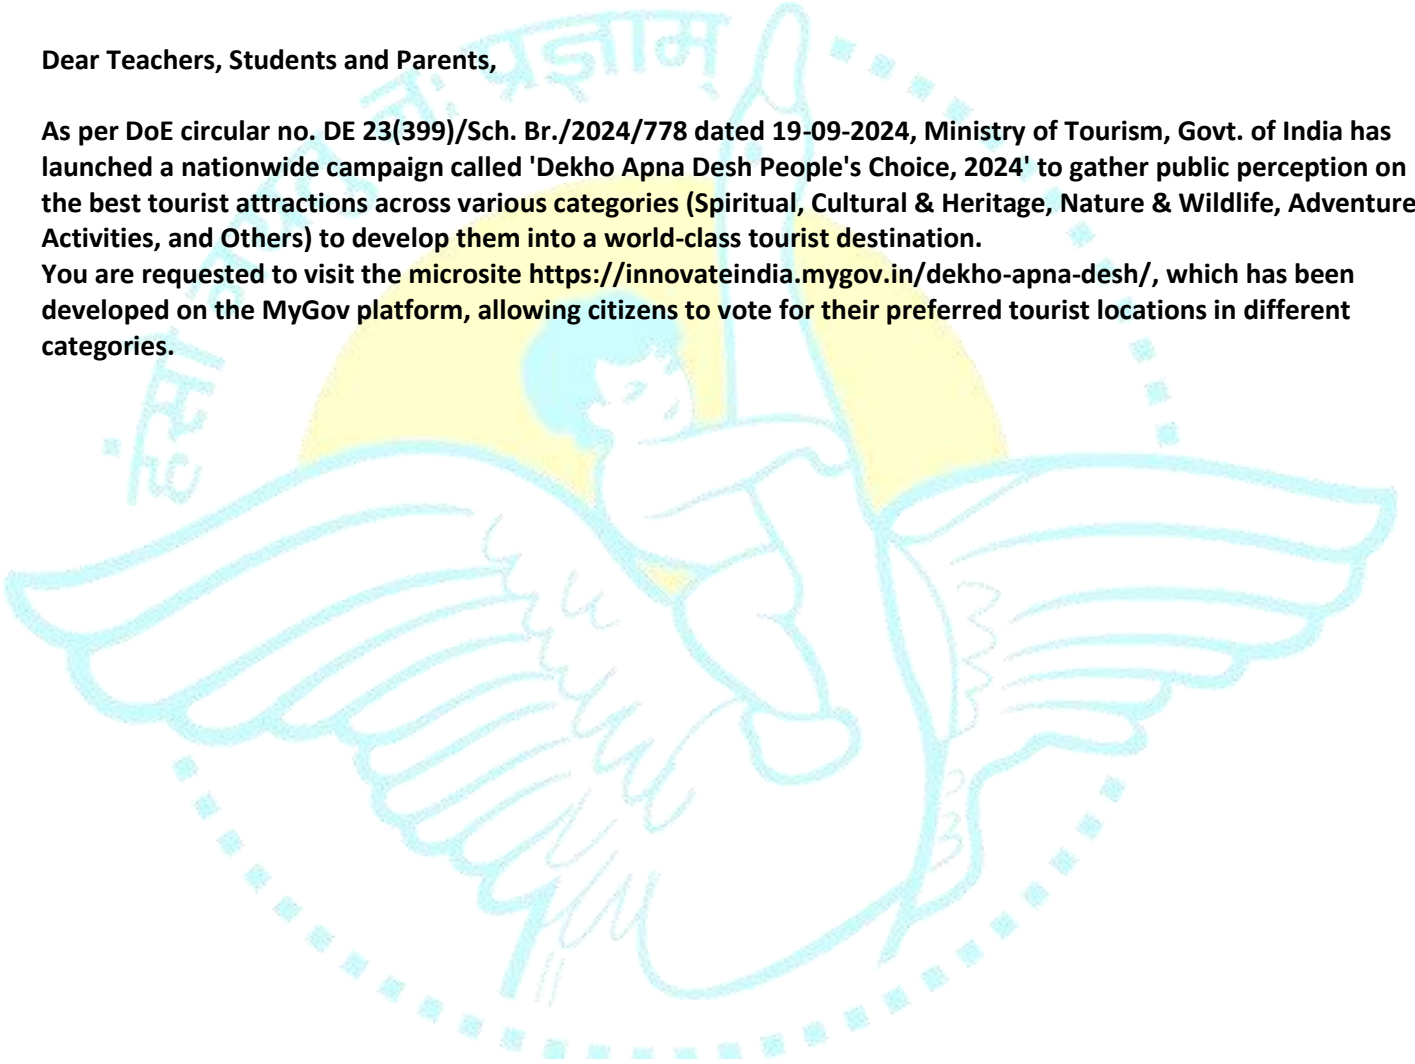 हंसा नयतु नः प्रज्ञाम्
Dear Teachers, Students and Parents,
As per DoE circular no. DE 23(399)/Sch. Br./2024/778 dated 19-09-2024, Ministry of Tourism, Govt. of India has
launched a nationwide campaign called 'Dekho Apna Desh People's Choice, 2024' to gather public perception on
the best tourist attractions across various categories (Spiritual, Cultural & Heritage, Nature & Wildlife, Adventure
Activities, and Others) to develop them into a world-class tourist destination.
You are requested to visit the microsite https://innovateindia.mygov.in/dekho-apna-desh/, which has been
developed on the MyGov platform, allowing citizens to vote for their preferred tourist locations in different
categories.